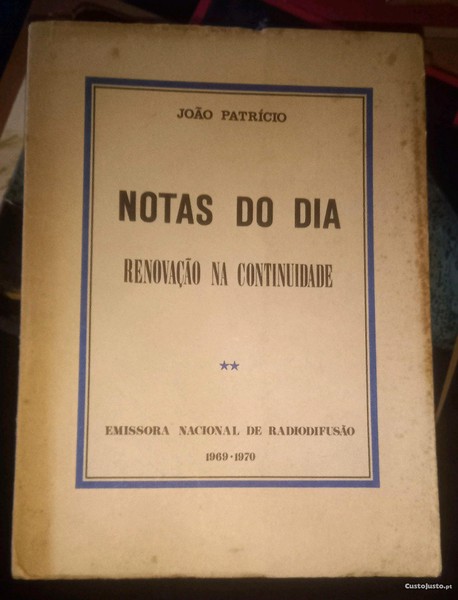 JOÃO PATRÍCIO
NOTAS DO DIA
RENOVAÇÃO NA CONTINUIDADE
**
EMISSORA NACIONAL DE RADIODIFUSÃO
1969-1970
CustoJusto.pt